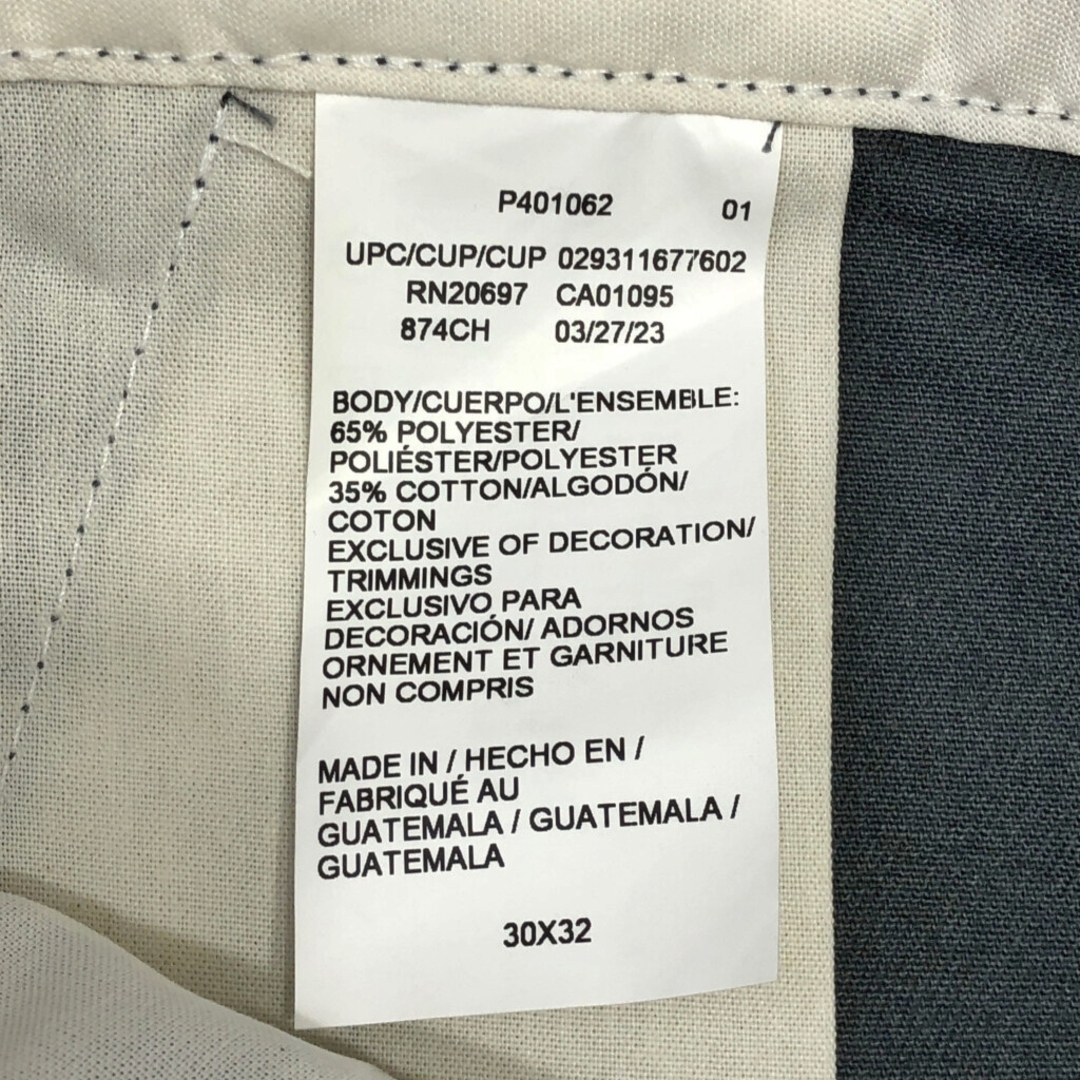 P401062 01
UPC/CUP/CUP 029311677602
RN20697 CA01095
874CH 03/27/23
BODY/CUERPO/L'ENSEMBLE:
65% POLYESTER/
POLIÉSTER/POLYESTER
35% COTTON/ALGODÓN/
COTON
EXCLUSIVE OF DECORATION/
TRIMMINGS
EXCLUSIVO PARA
DECORACIÓN/ ADORNOS
ORNEMENT ET GARNITURE
NON COMPRIS
MADE IN / HECHO EN /
FABRIQUÉ AU
GUATEMALA / GUATEMALA /
GUATEMALA
30X32